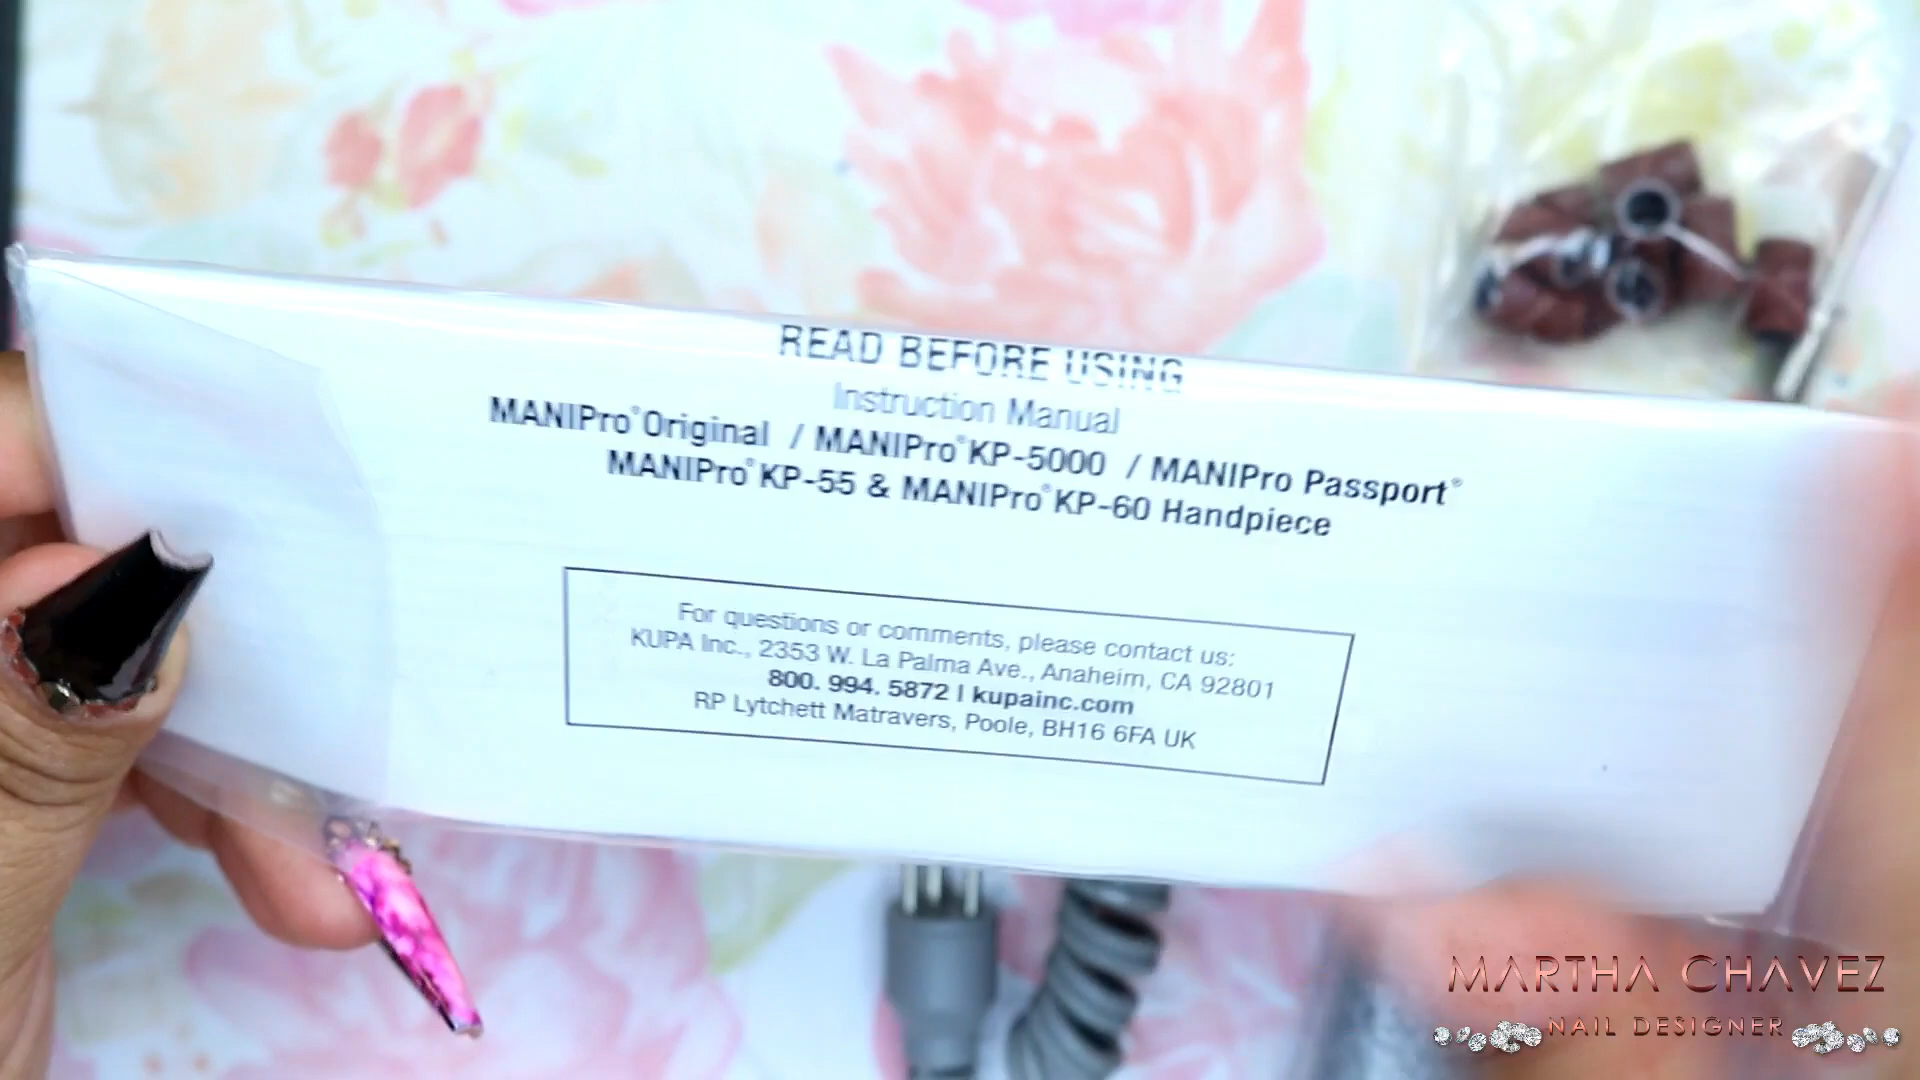 READ BEFORE USING
Instruction Manual
MANIPro® Original / MANIPro® KP-5000 / MANIPro Passport®
MANIPro® KP-55 & MANIPro® KP-60 Handpiece
For questions or comments, please contact us:
KUPA Inc., 2353 W. La Palma Ave., Anaheim, CA 92801
800. 994. 5872 | kupainc.com
RP Lytchett Matravers, Poole, BH16 6FA UK
MARTHA CHAVEZ
NAIL DESIGNER